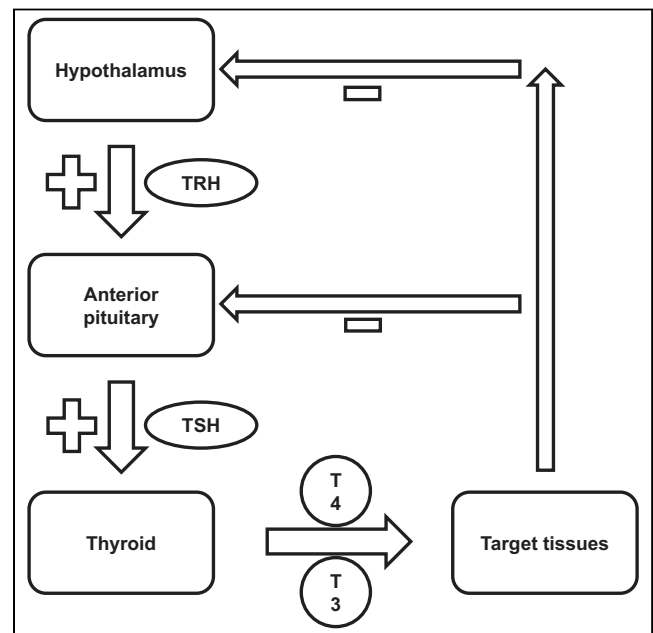 Hypothalamus
TRH
Anterior
pituitary
TSH
T
4
Thyroid
Target tissues
T
3